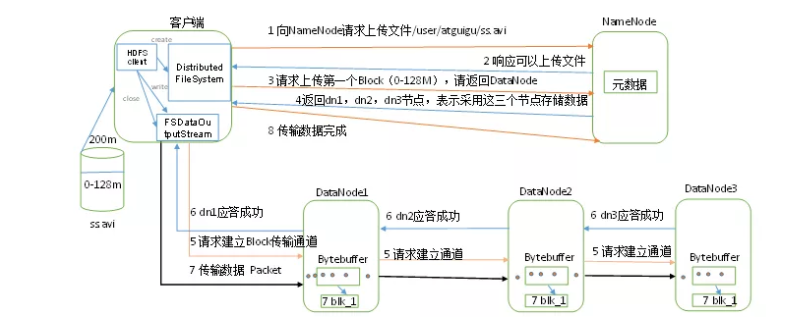 客户端
NameNode
1 向NameNode请求上传文件/user/atguigu/ss.avi
HDFS client
create
Distributed FileSystem
2 响应可以上传文件
write
3 请求上传第一个Block（0-128M），请返回DataNode
元数据
close
4返回dn1，dn2，dn3节点，表示采用这三个节点存储数据
FSDataOutputStream
8 传输数据完成
200m
0-128m
ss.avi
DataNode1
DataNode2
DataNode3
6 dn1应答成功
6 dn2应答成功
6 dn3应答成功
5 请求建立Block传输通道
5 请求建立通道
5 请求建立通道
Bytebuffer
Bytebuffer
Bytebuffer
7 传输数据 Packet
7 blk_1
7 blk_1
7 blk_1